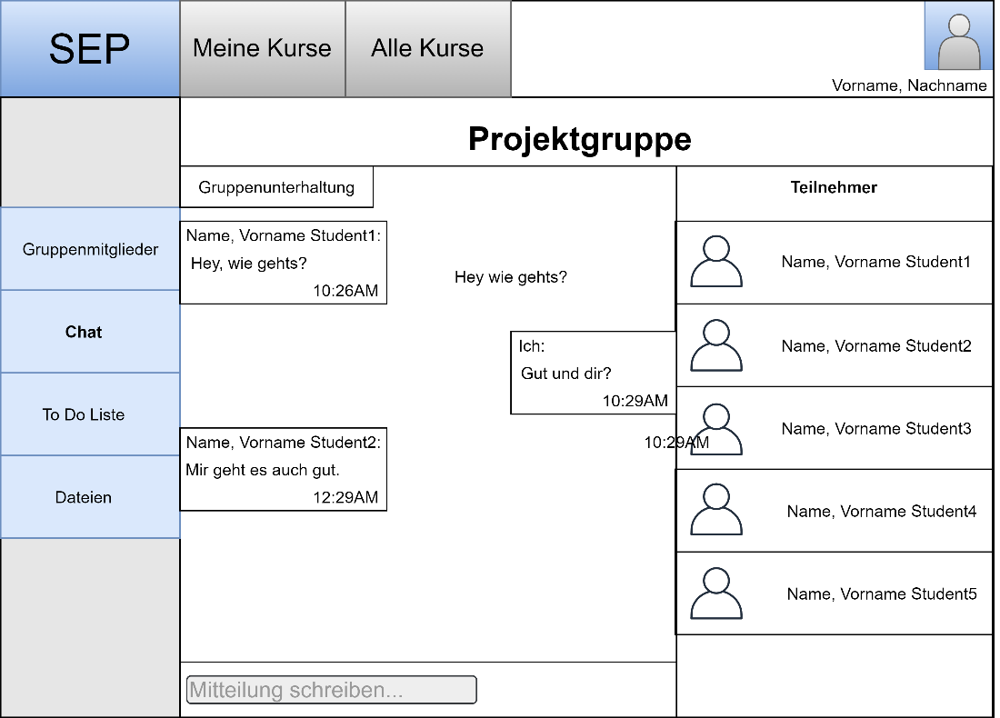 SEP
Meine Kurse
Alle Kurse
Vorname, Nachname
Projektgruppe
Gruppenmitglieder
Chat
To Do Liste
Dateien
Gruppenunterhaltung
Name, Vorname Student1:
Hey, wie gehts?
10:26AM
Hey wie gehts?
Ich:
Gut und dir?
10:29AM
10:29AM
Name, Vorname Student2:
Mir geht es auch gut.
12:29AM
Mitteilung schreiben...
Teilnehmer
Name, Vorname Student1
Name, Vorname Student2
Name, Vorname Student3
Name, Vorname Student4
Name, Vorname Student5